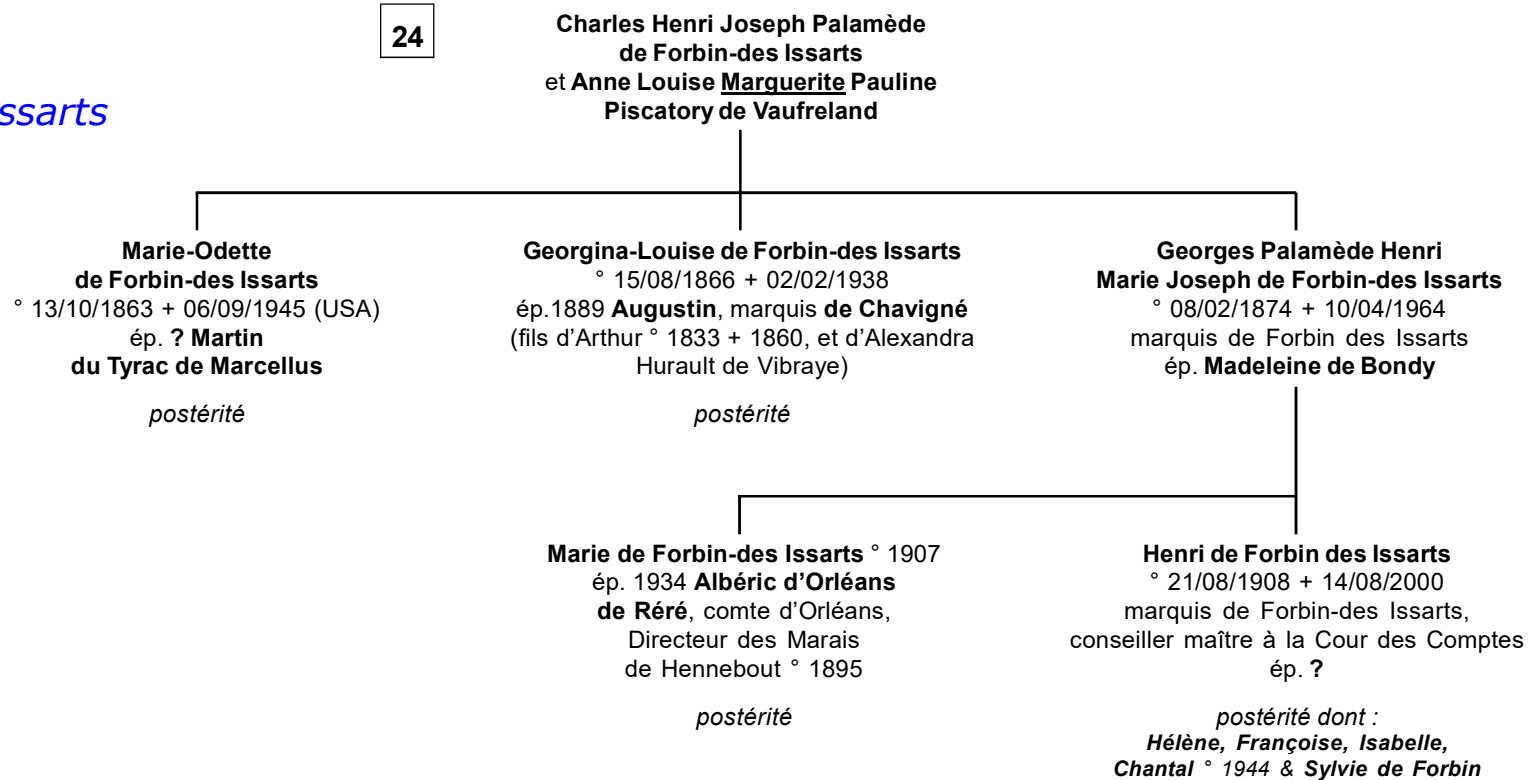 24
Charles Henri Joseph Palamède
de Forbin-des Issarts
et Anne Louise Marguerite Pauline
Piscatory de Vaufreland
ssarts
Marie-Odette
de Forbin-des Issarts
° 13/10/1863 + 06/09/1945 (USA)
ép. ? Martin
du Tyrac de Marcellus
postérité
Georgina-Louise de Forbin-des Issarts
° 15/08/1866 + 02/02/1938
ép.1889 Augustin, marquis de Chavigné
(fils d’Arthur ° 1833 + 1860, et d’Alexandra
Hurault de Vibraye)
postérité
Georges Palamède Henri
Marie Joseph de Forbin-des Issarts
° 08/02/1874 + 10/04/1964
marquis de Forbin des Issarts
ép. Madeleine de Bondy
Marie de Forbin-des Issarts ° 1907
ép. 1934 Albéric d’Orléans
de Réré, comte d’Orléans,
Directeur des Marais
de Hennebout ° 1895
postérité
Henri de Forbin des Issarts
° 21/08/1908 + 14/08/2000
marquis de Forbin-des Issarts,
conseiller maître à la Cour des Comptes
ép. ?
postérité dont :
Hélène, Françoise, Isabelle,
Chantal ° 1944 & Sylvie de Forbin